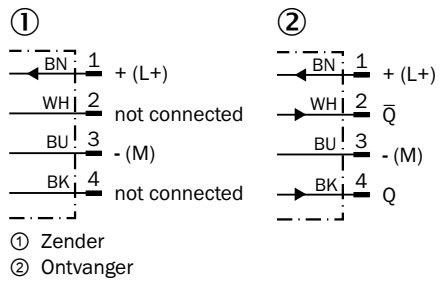 ① ②
BN 1 + (L+)
WH 2 not connected
BU 3 - (M)
BK 4 not connected
BN 1 + (L+)
WH 2 Q̅
BU 3 - (M)
BK 4 Q
① Zender
② Ontvanger